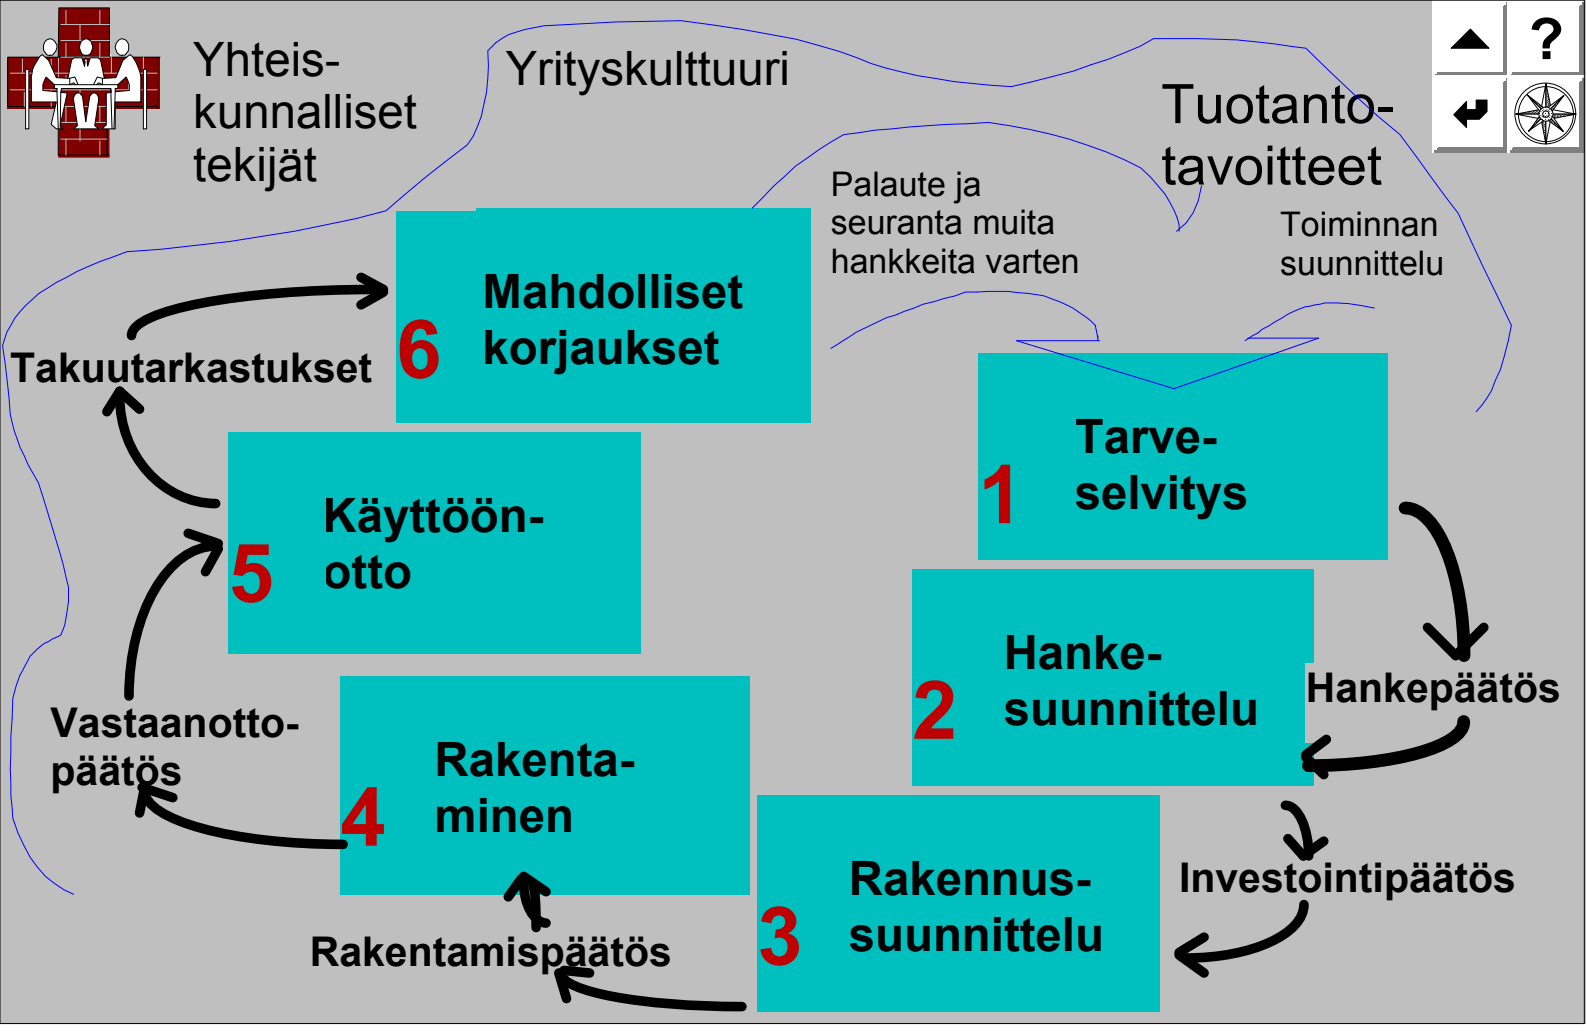 Yhteis-
kunnalliset
tekijät
Yrityskulttuuri
Tuotanto-
tavoitteet
?
Palaute ja
seuranta muita
hankkeita varten
Toiminnan
suunnittelu
1
Tarve-
selvitys
Hankepäätös
2
Hanke-
suunnittelu
Investointipäätös
3
Rakennus-
suunnittelu
Rakentamispäätös
4
Rakenta-
minen
Vastaanotto-
päätös
5
Käyttöön-
otto
Takuutarkastukset
6
Mahdolliset
korjaukset